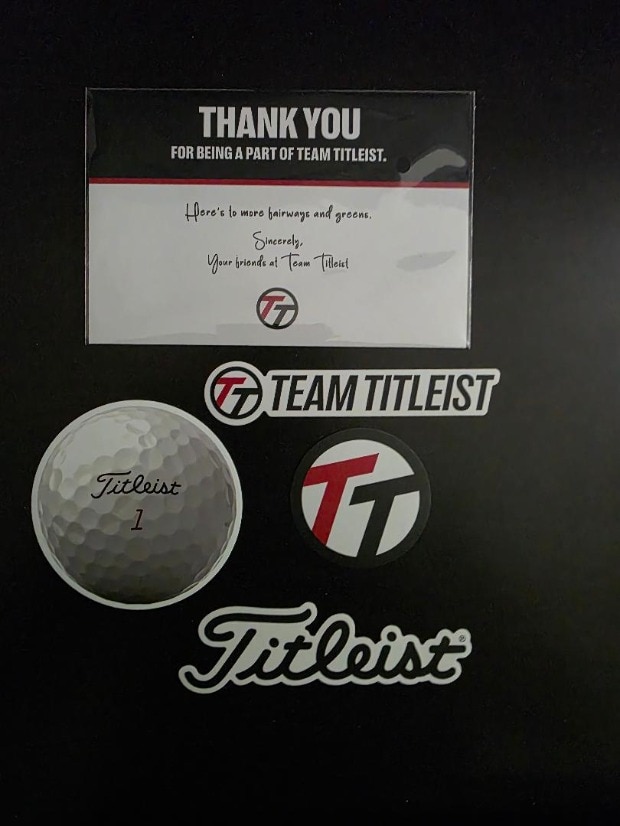 THANK YOU
FOR BEING A PART OF TEAM TITLEIST.
Here's to more fairways and greens.
Sincerely,
Your friends at Team Titleist
TT
TT TEAM TITLEIST
Titleist
1
TT
Titleist®